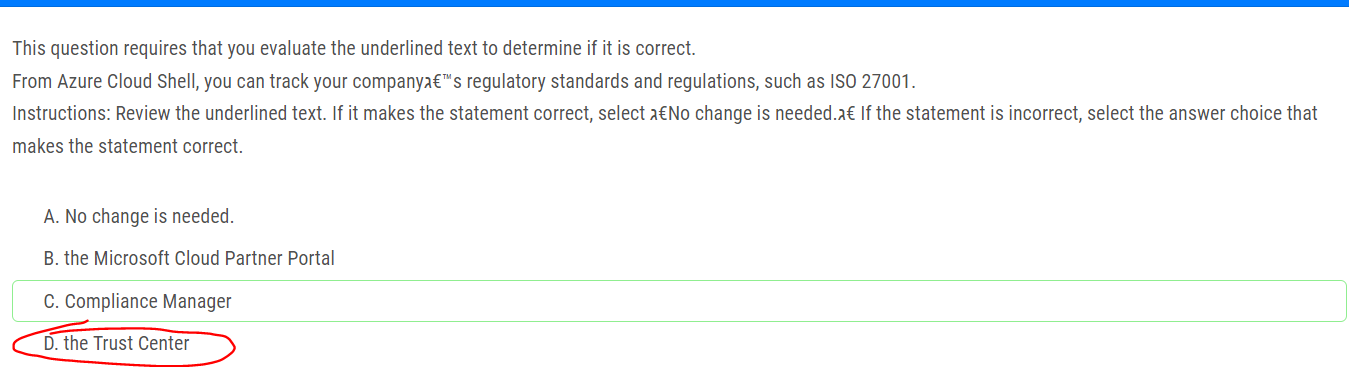 This question requires that you evaluate the underlined text to determine if it is correct.
From Azure Cloud Shell, you can track your companyג€™s regulatory standards and regulations, such as ISO 27001.
Instructions: Review the underlined text. If it makes the statement correct, select ג€No change is needed.ג€ If the statement is incorrect, select the answer choice that
makes the statement correct.
A. No change is needed.
B. the Microsoft Cloud Partner Portal
C. Compliance Manager
D. the Trust Center